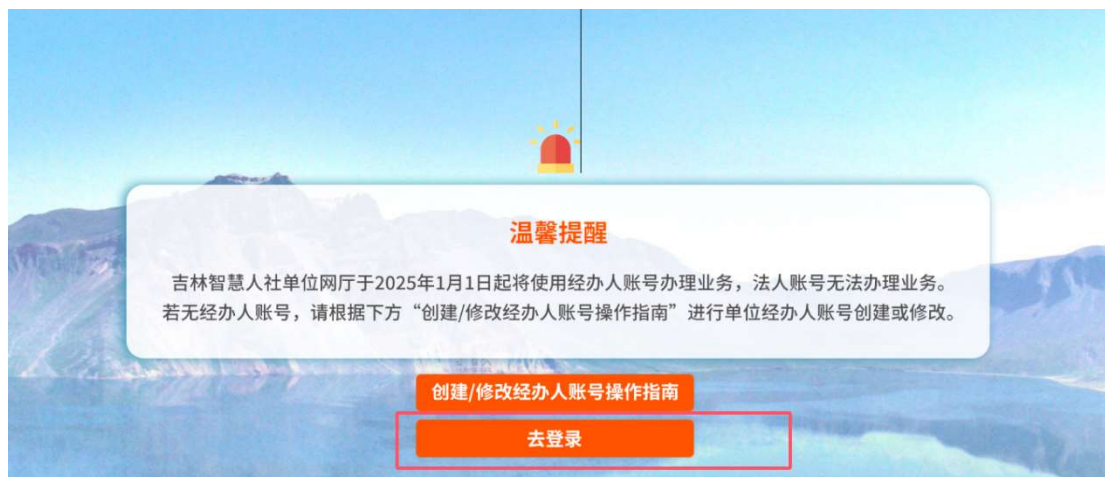 温馨提醒
吉林智慧人社单位网厅于2025年1月1日起将使用经办人账号办理业务，法人账号无法办理业务。
若无经办人账号，请根据下方“创建/修改经办人账号操作指南”进行单位经办人账号创建或修改。
创建/修改经办人账号操作指南
去登录